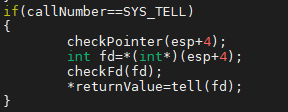 if(callNumber==SYS_TELL)
{
checkPointer(esp+4);
int fd=*(int*)(esp+4);
checkFd(fd);
*returnValue=tell(fd);
}